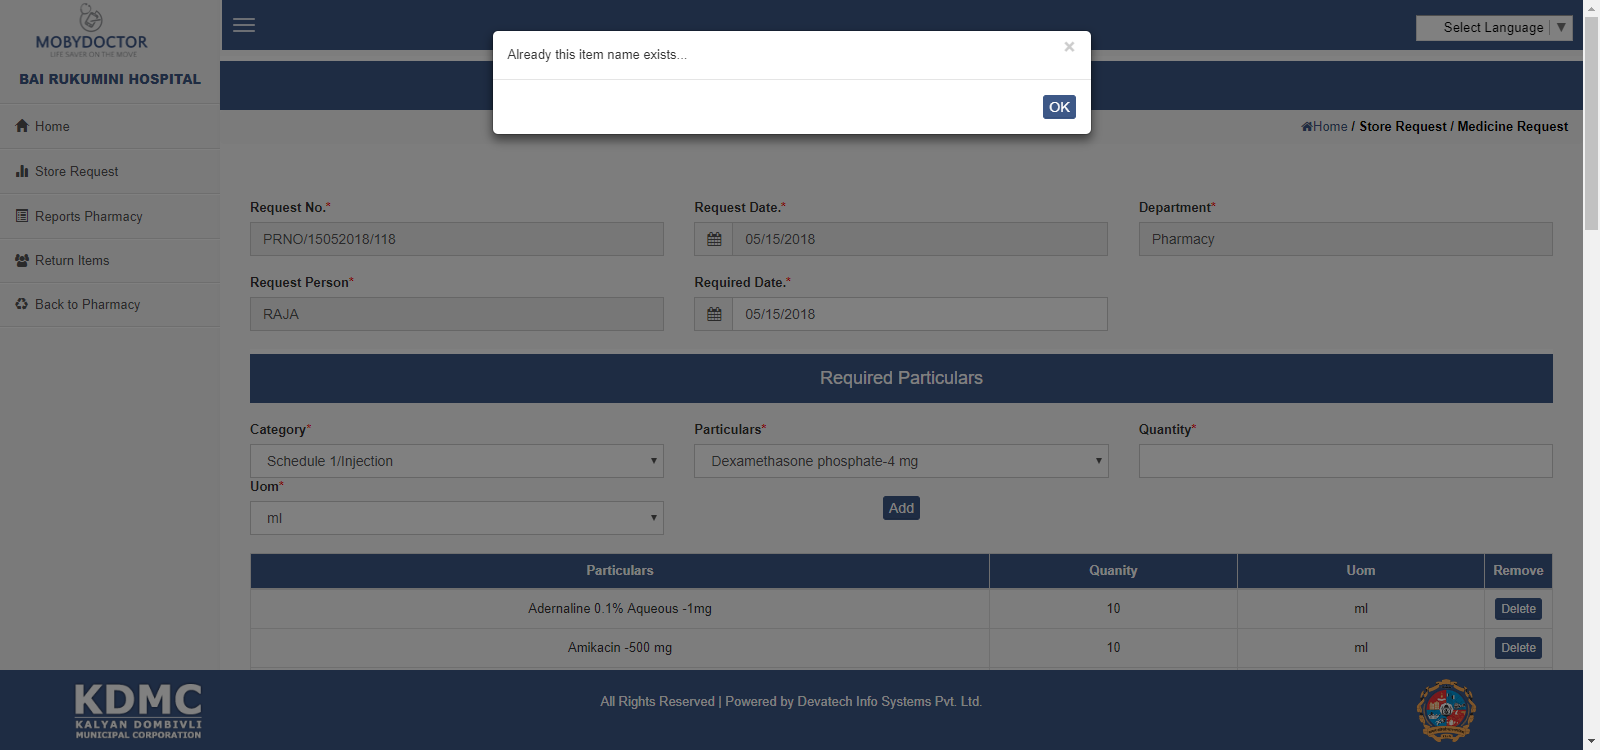 MOBYDOCTOR
LIFE SAVER ON THE MOVE
BAI RUKUMINI HOSPITAL
Home
Store Request
Reports Pharmacy
Return Items
Back to Pharmacy
Select Language
Already this item name exists...
×
OK
Home / Store Request / Medicine Request
Request No.* Request Date.* Department*
PRNO/15052018/118 05/15/2018 Pharmacy
Request Person* Required Date.*
RAJA 05/15/2018
Required Particulars
Category* Particulars* Quantity*
Schedule 1/Injection Dexamethasone phosphate-4 mg
Uom*
ml
Add
Particulars Quanity Uom Remove
Adernaline 0.1% Aqueous -1mg 10 ml Delete
Amikacin -500 mg 10 ml Delete
KDMC
KALYAN DOMBIVLI
MUNICIPAL CORPORATION
All Rights Reserved | Powered by Devatech Info Systems Pvt. Ltd.